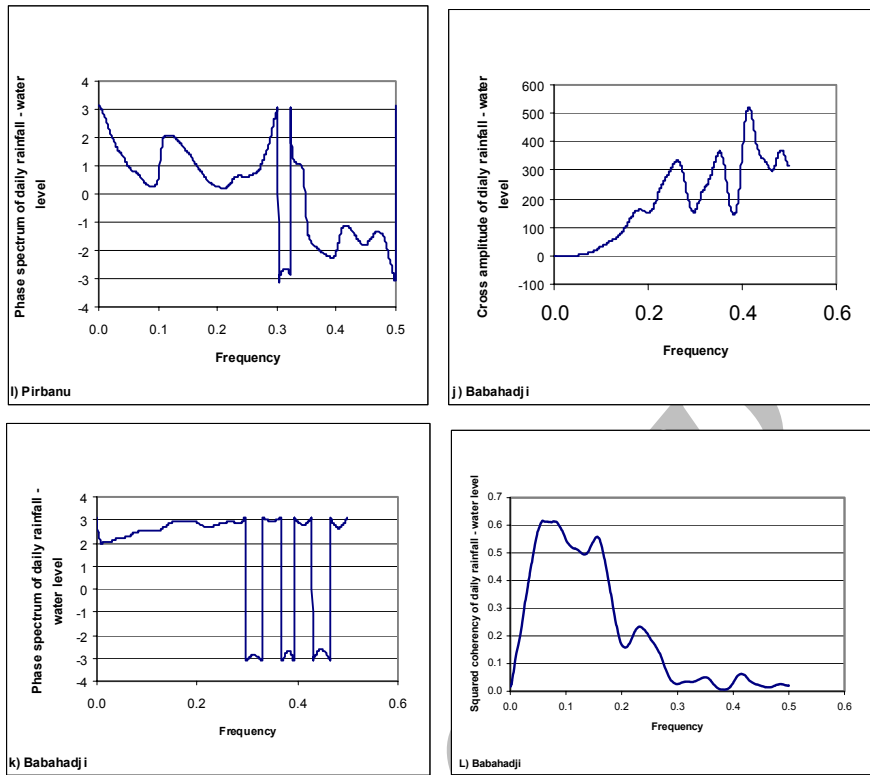 Phase spectrum of daily rainfall - water
level
4
3
2
1
0
-1
-2
-3
-4
0.0 0.1 0.2 0.3 0.4 0.5
Frequency
l) Pirbanu
Cross amplitude of dialy rainfall - water
level
600
500
400
300
200
100
0
-100
0.0 0.2 0.4 0.6
Frequency
j) Babahadji
Phase spectrum of daily rainfall -
water level
4
3
2
1
0
-1
-2
-3
-4
0.0 0.2 0.4 0.6
Frequency
k) Babahadji
Squared coherency of daily rainfall - water level
0.7
0.6
0.5
0.4
0.3
0.2
0.1
0.0
0.0 0.1 0.2 0.3 0.4 0.5 0.6
Frequency
L) Babahadji